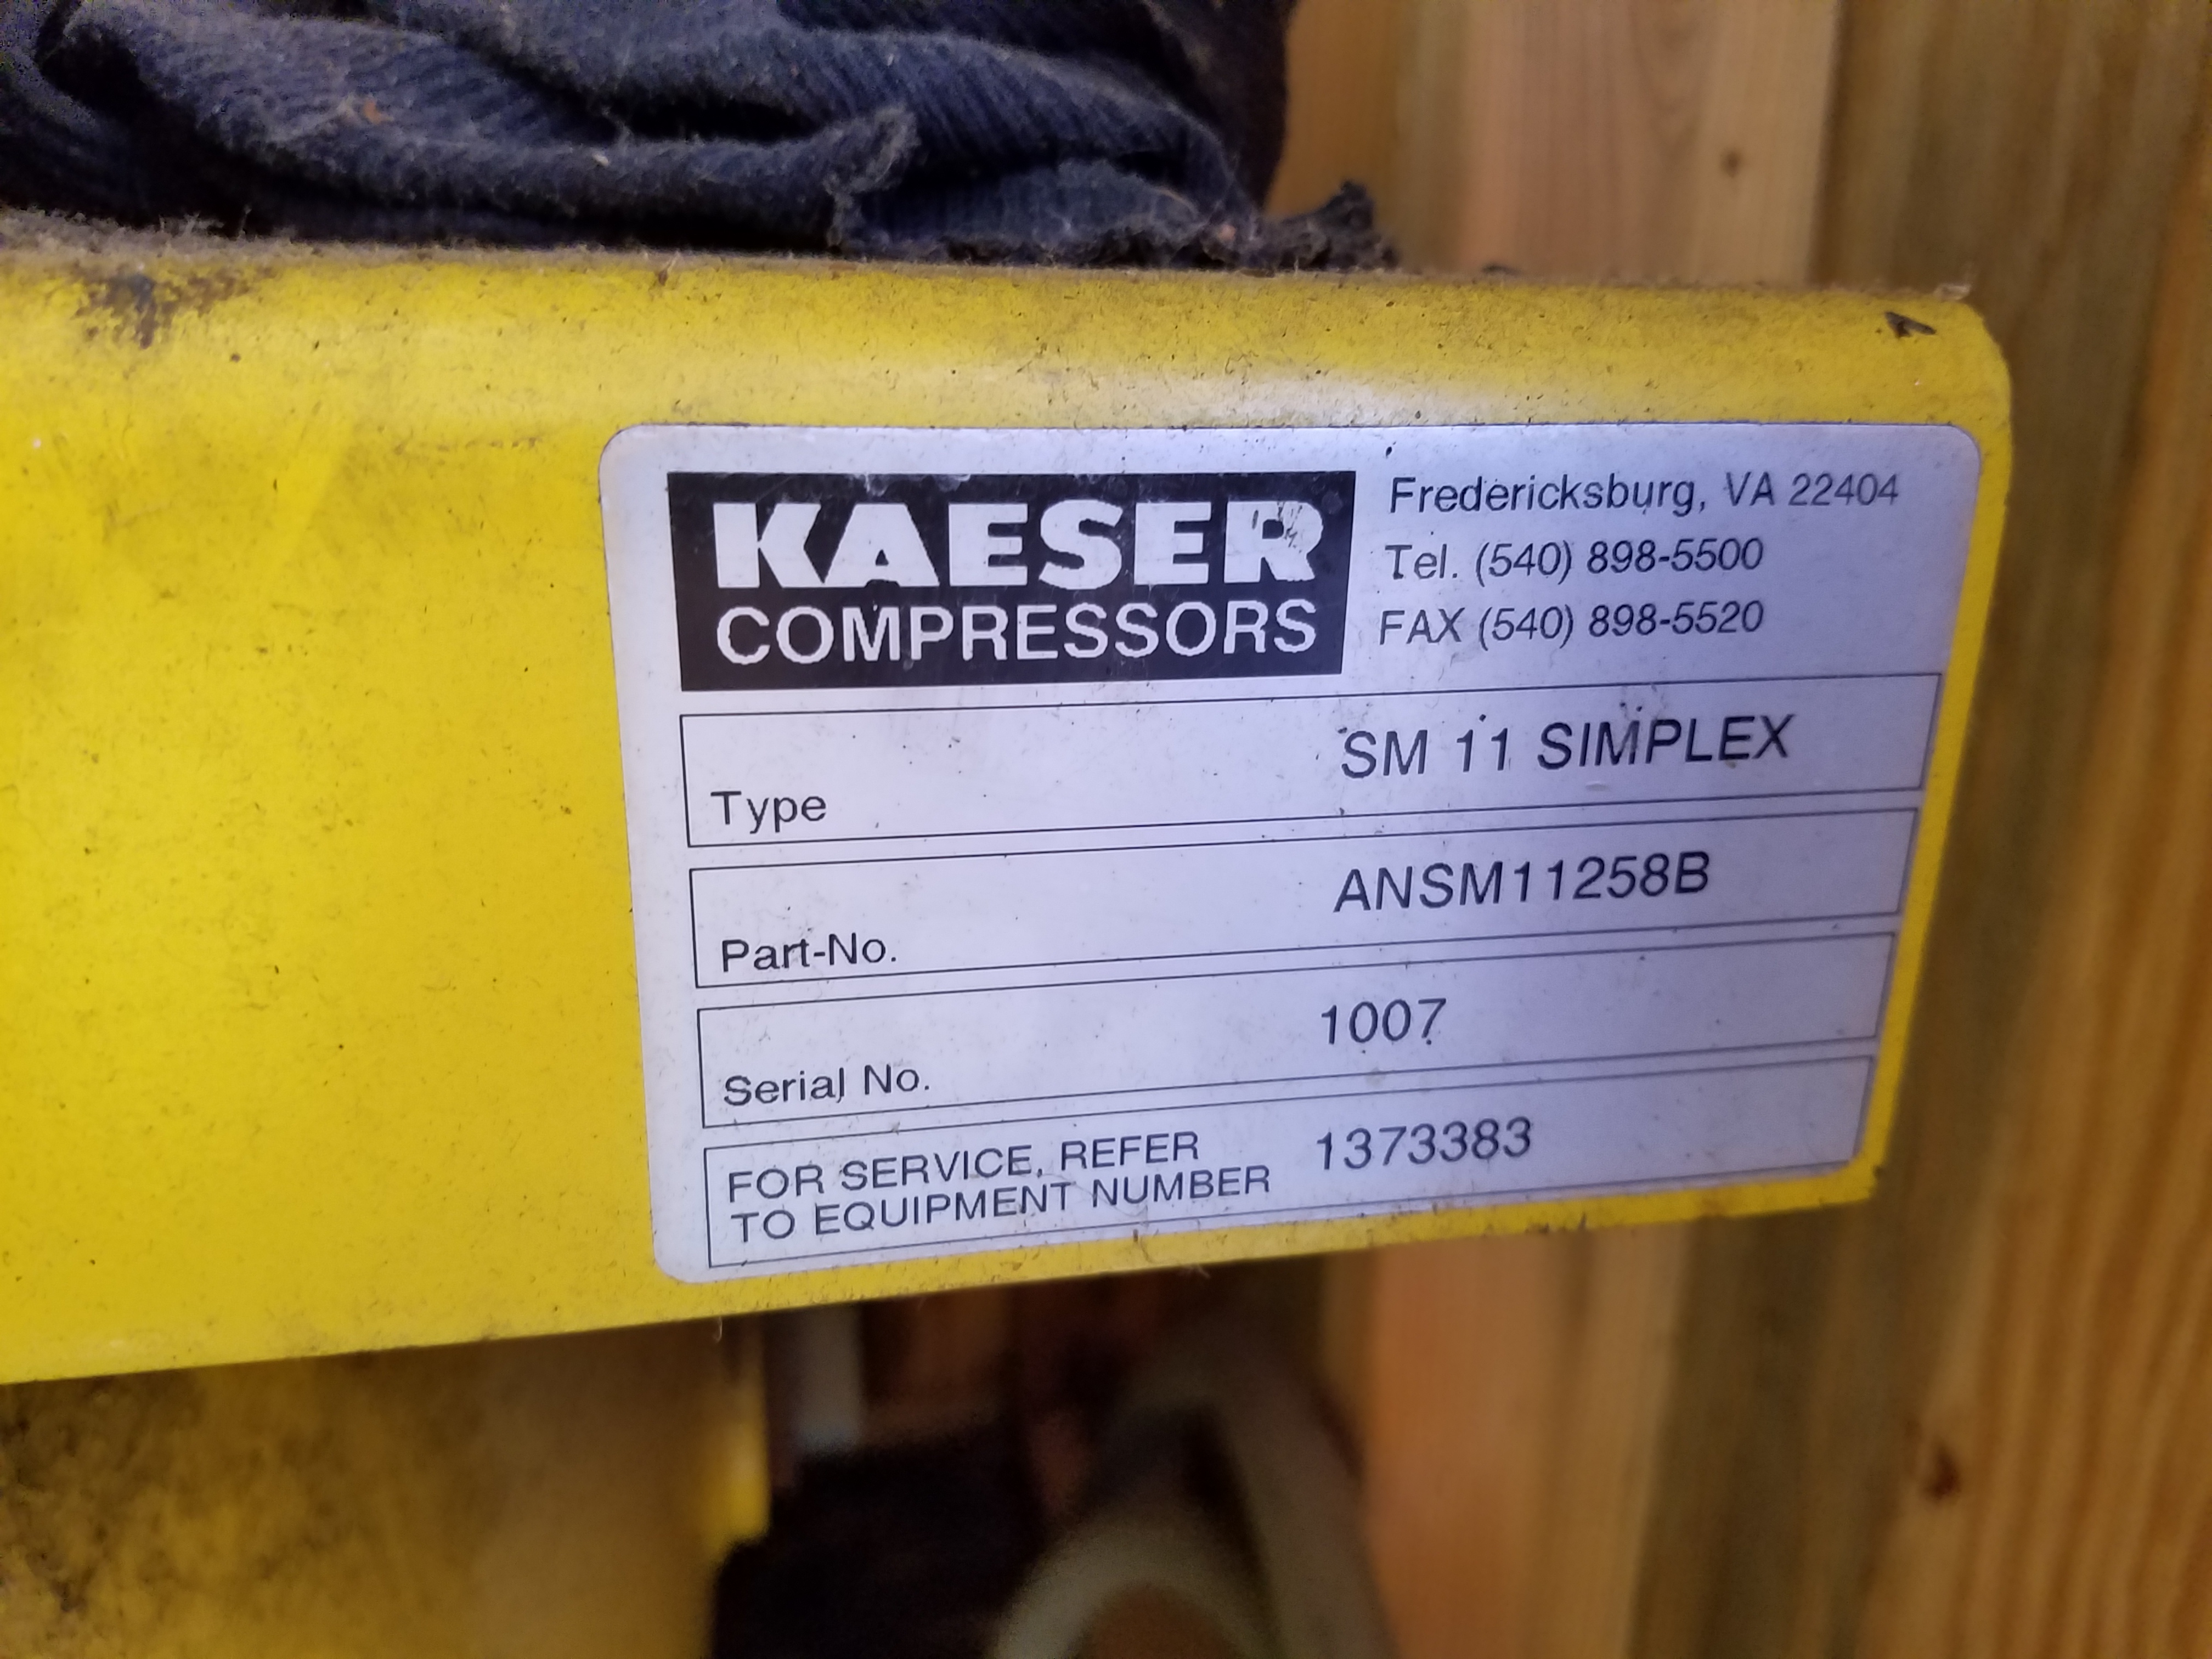 KAESER
COMPRESSORS
Fredericksburg, VA 22404
Tel. (540) 898-5500
FAX (540) 898-5520
Type SM 11 SIMPLEX
Part-No. ANSM11258B
Serial No. 1007
FOR SERVICE, REFER
TO EQUIPMENT NUMBER 1373383